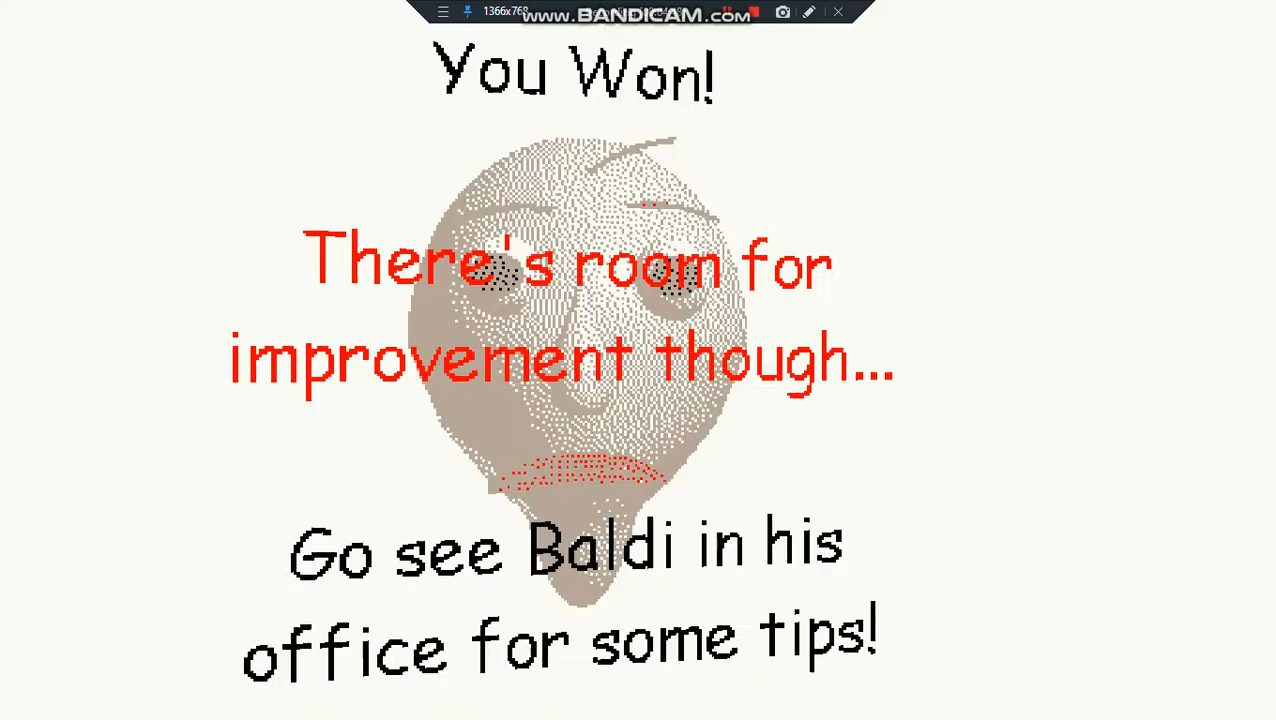 1366x768
www.BANDICAM.com
You Won!
There's room for
improvement though...
Go see Baldi in his
office for some tips!